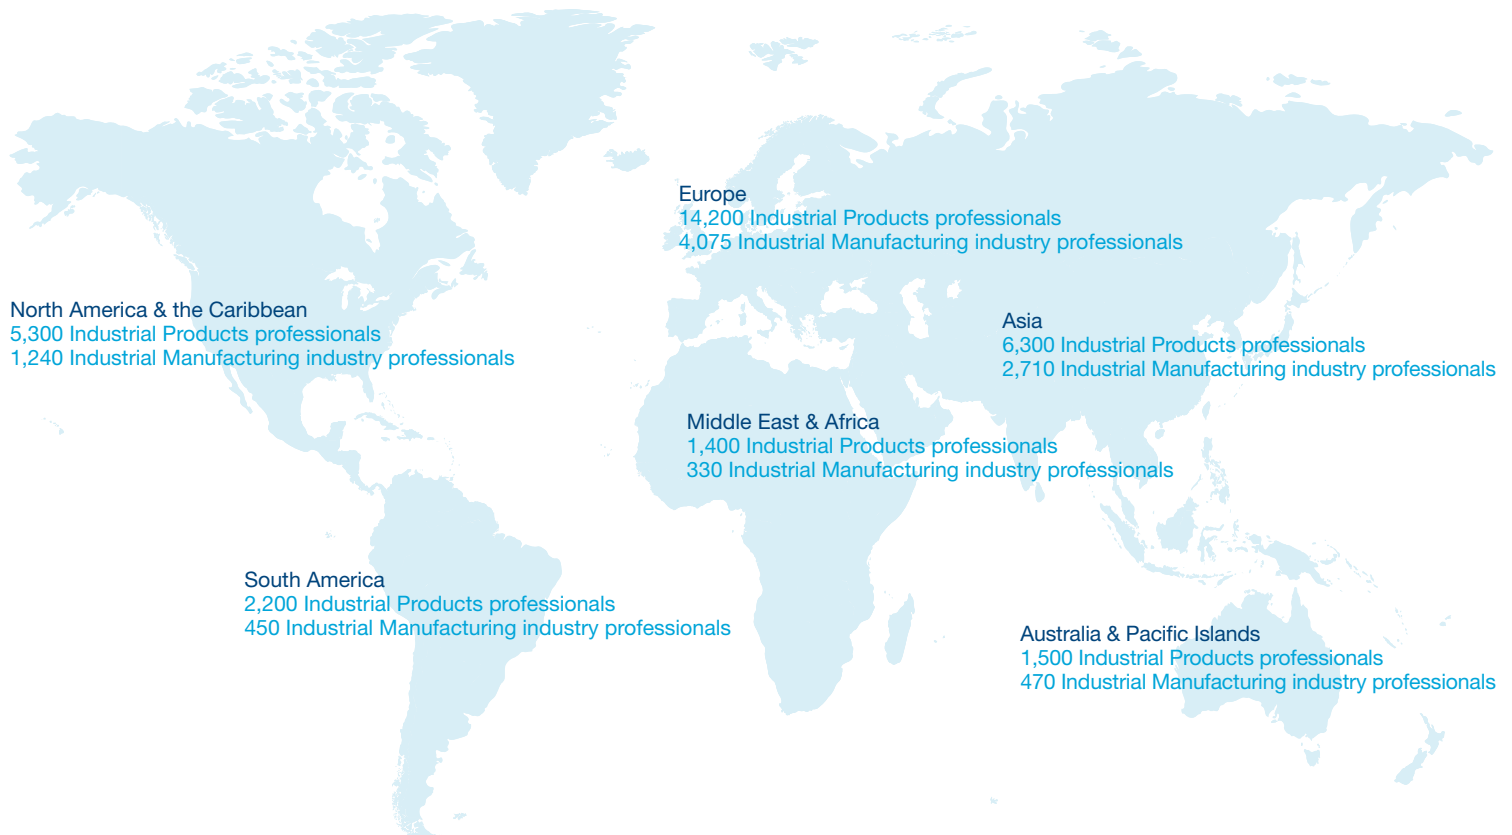 Europe
14,200 Industrial Products professionals
4,075 Industrial Manufacturing industry professionals
North America & the Caribbean
5,300 Industrial Products professionals
1,240 Industrial Manufacturing industry professionals
Asia
6,300 Industrial Products professionals
2,710 Industrial Manufacturing industry professionals
Middle East & Africa
1,400 Industrial Products professionals
330 Industrial Manufacturing industry professionals
South America
2,200 Industrial Products professionals
450 Industrial Manufacturing industry professionals
Australia & Pacific Islands
1,500 Industrial Products professionals
470 Industrial Manufacturing industry professionals